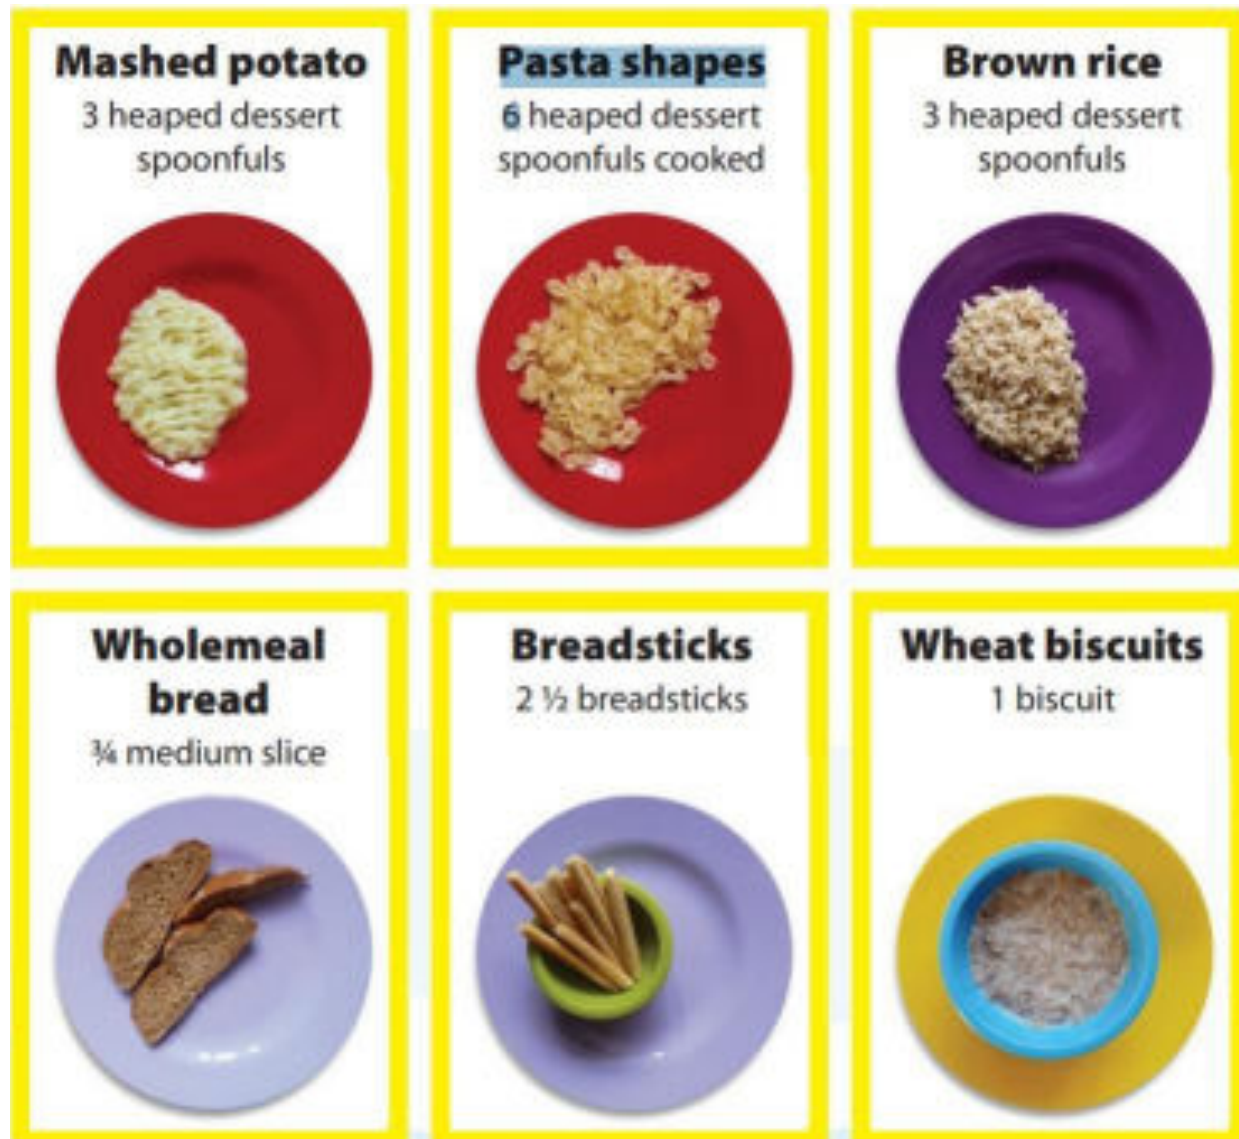 Mashed potato
3 heaped dessert
spoonfuls
Pasta shapes
6 heaped dessert
spoonfuls cooked
Brown rice
3 heaped dessert
spoonfuls
Wholemeal
bread
¾ medium slice
Breadsticks
2 ½ breadsticks
Wheat biscuits
1 biscuit